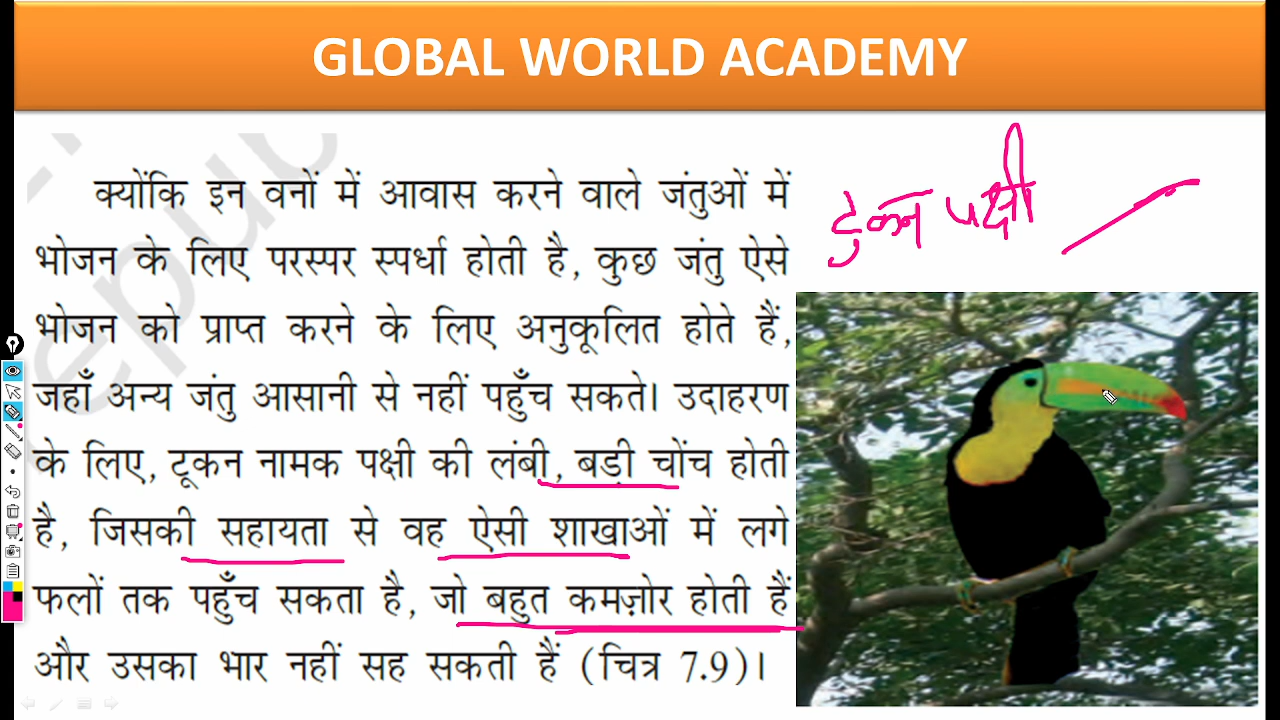 GLOBAL WORLD ACADEMY
क्योंकि इन वनों में आवास करने वाले जंतुओं में
भोजन के लिए परस्पर स्पर्धा होती है, कुछ जंतु ऐसे
भोजन को प्राप्त करने के लिए अनुकूलित होते हैं,
जहाँ अन्य जंतु आसानी से नहीं पहुँच सकते। उदाहरण
के लिए, टूकन नामक पक्षी की लंबी, बड़ी चोंच होती
है, जिसकी सहायता से वह ऐसी शाखाओं में लगे
फलों तक पहुँच सकता है, जो बहुत कमज़ोर होती हैं
और उसका भार नहीं सह सकती हैं (चित्र 7.9)।
टुकन पक्षी